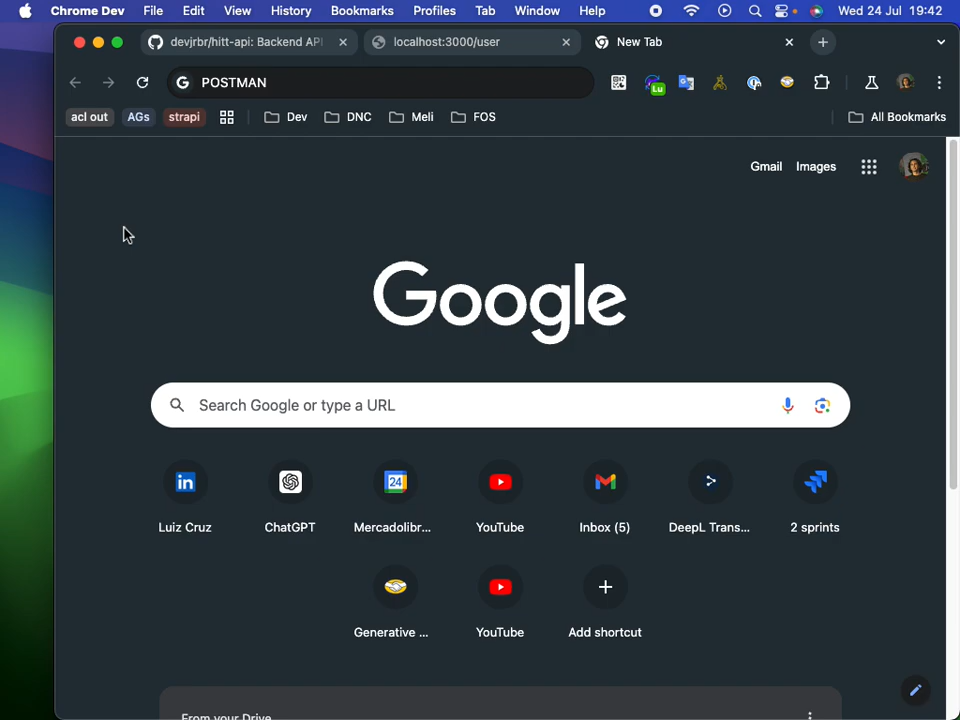 Chrome Dev File Edit View History Bookmarks Profiles Tab Window Help Wed 24 Jul 19:42
devjrbr/hitt-api: Backend API localhost:3000/user New Tab
POSTMAN Lu
acl out AGs strapi Dev DNC Meli FOS All Bookmarks
Gmail Images
Google
Search Google or type a URL
in 24
Luiz Cruz ChatGPT Mercadolibr... YouTube Inbox (5) DeepL Trans... 2 sprints
Generative ... YouTube Add shortcut
From your Drive